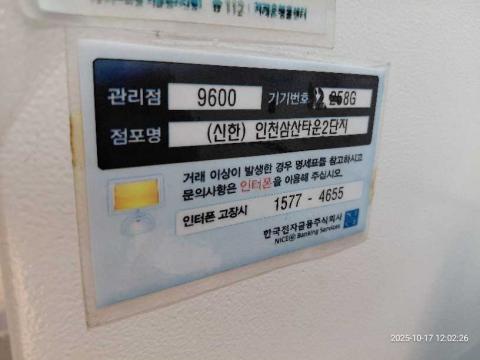 ☎ 112
관리점 9600 기기번호
점포명 (신한) 인천삼산타운2단지
거래 이상이 발생한 경우 명세표를 참고하시고
문의사항은 인터폰을 이용해 주십시오.
인터폰 고장시 1577 - 4655
한국전자금융주식회사
NICE Banking Services
2025-10-17 12:02:26